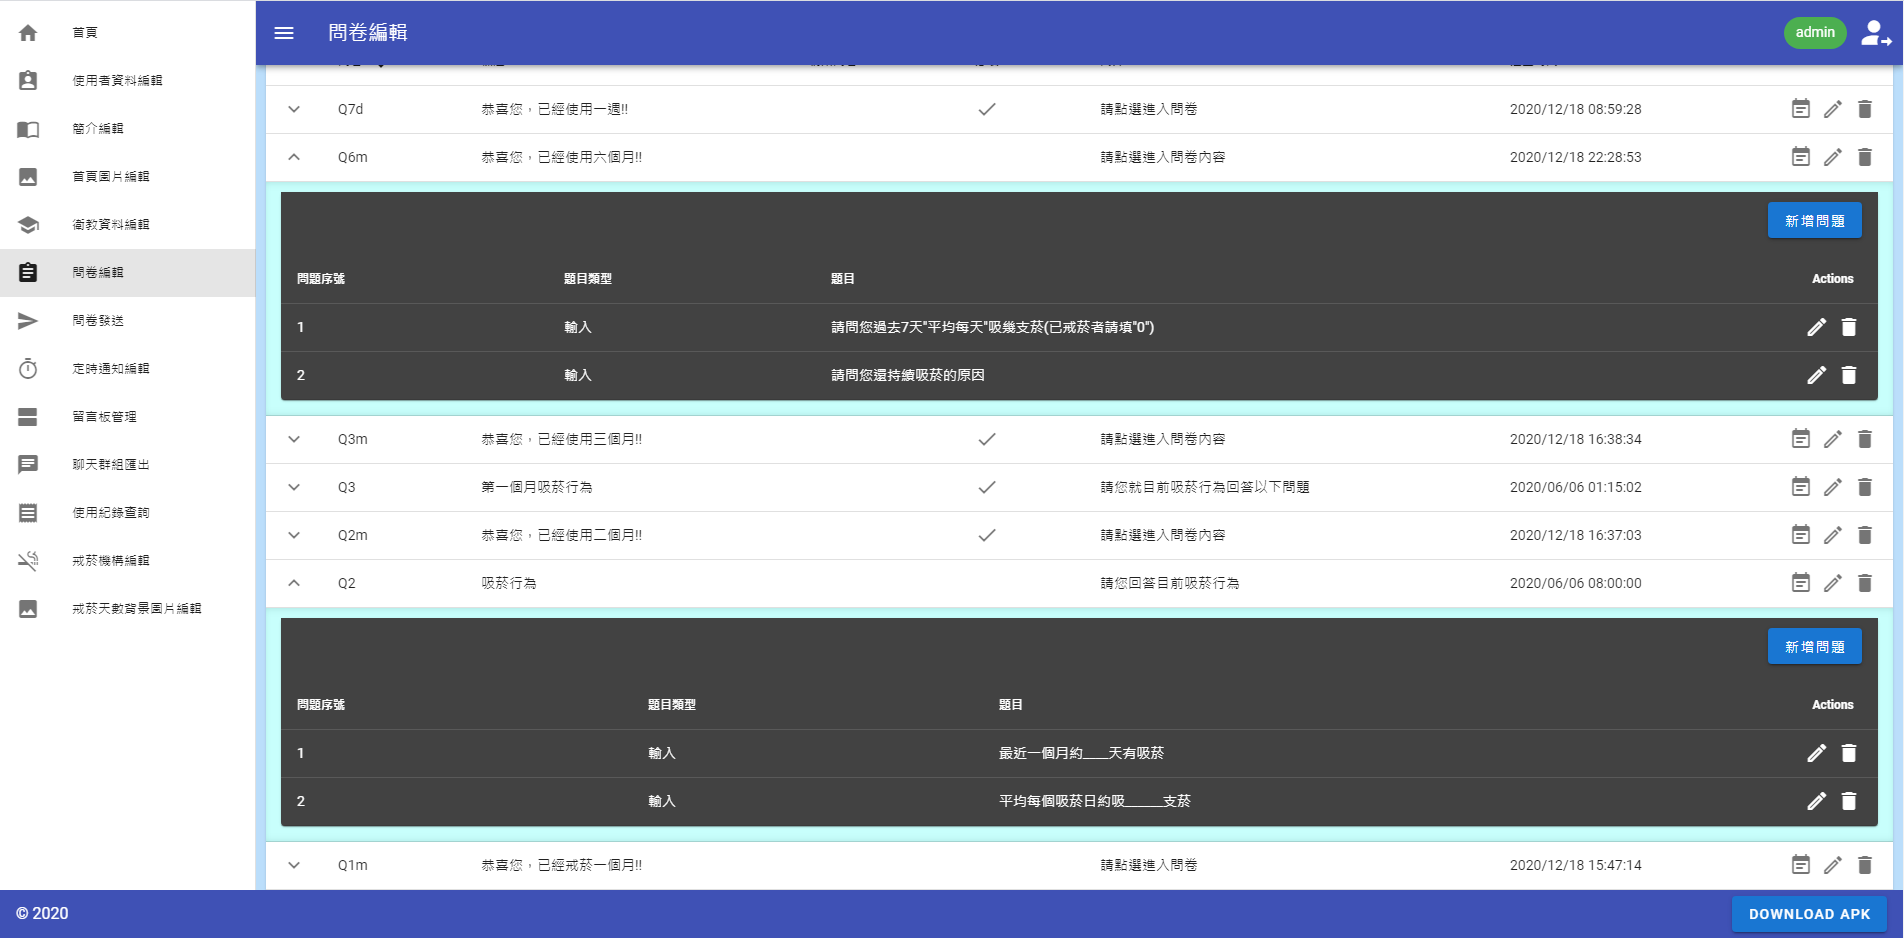 首頁
使用者資料編輯
簡介編輯
首頁圖片編輯
衛教資料編輯
問卷編輯
問卷發送
定時通知編輯
留言板管理
聊天群組匯出
使用紀錄查詢
戒菸機構編輯
戒菸天數背景圖片編輯
問卷編輯
admin
Q7d 恭喜您，已經使用一週!! 請點選進入問卷 2020/12/18 08:59:28
Q6m 恭喜您，已經使用六個月!! 請點選進入問卷內容 2020/12/18 22:28:53
新增問題
問題序號 題目類型 題目 Actions
1 輸入 請問您過去7天"平均每天"吸幾支菸(已戒菸者請填"0")
2 輸入 請問您還持續吸菸的原因
Q3m 恭喜您，已經使用三個月!! 請點選進入問卷內容 2020/12/18 16:38:34
Q3 第一個月吸菸行為 請您就目前吸菸行為回答以下問題 2020/06/06 01:15:02
Q2m 恭喜您，已經使用二個月!! 請點選進入問卷內容 2020/12/18 16:37:03
Q2 吸菸行為 請您回答目前吸菸行為 2020/06/06 08:00:00
新增問題
問題序號 題目類型 題目 Actions
1 輸入 最近一個月約____天有吸菸
2 輸入 平均每個吸菸日約吸______支菸
Q1m 恭喜您，已經戒菸一個月!! 請點選進入問卷 2020/12/18 15:47:14
© 2020
DOWNLOAD APK